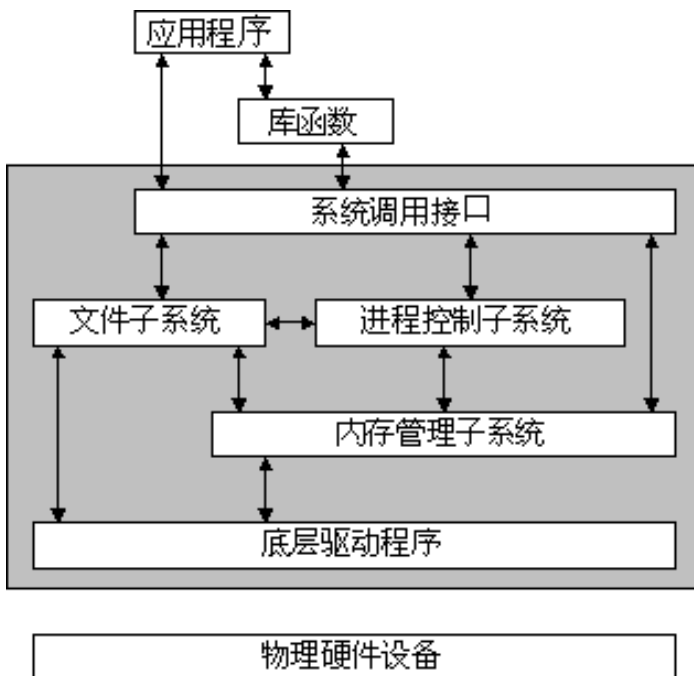 应用程序
库函数
系统调用接口
文件子系统
进程控制子系统
内存管理子系统
底层驱动程序
物理硬件设备